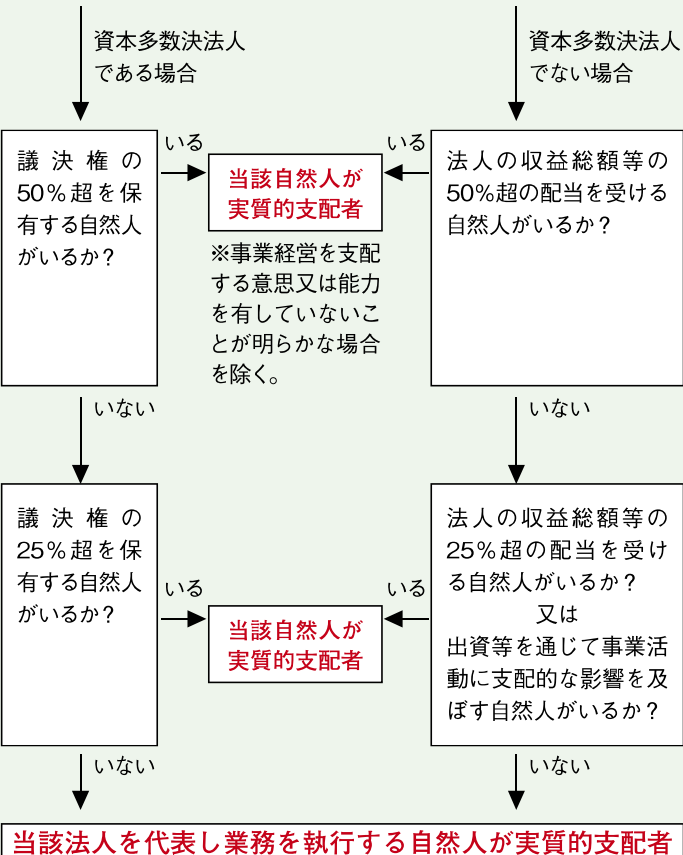 資本多数決法人
である場合
資本多数決法人
でない場合
議決権の
50%超を保
有する自然人
がいるか？
いる
当該自然人が
実質的支配者
※事業経営を支配
する意思又は能力
を有していないこ
とが明らかな場合
を除く。
いる
法人の収益総額等の
50%超の配当を受ける
自然人がいるか？
いない
いない
議決権の
25%超を保
有する自然人
がいるか？
いる
当該自然人が
実質的支配者
いる
法人の収益総額等の
25%超の配当を受け
る自然人がいるか？
又は
出資等を通じて事業活
動に支配的な影響を及
ぼす自然人がいるか？
いない
いない
当該法人を代表し業務を執行する自然人が実質的支配者